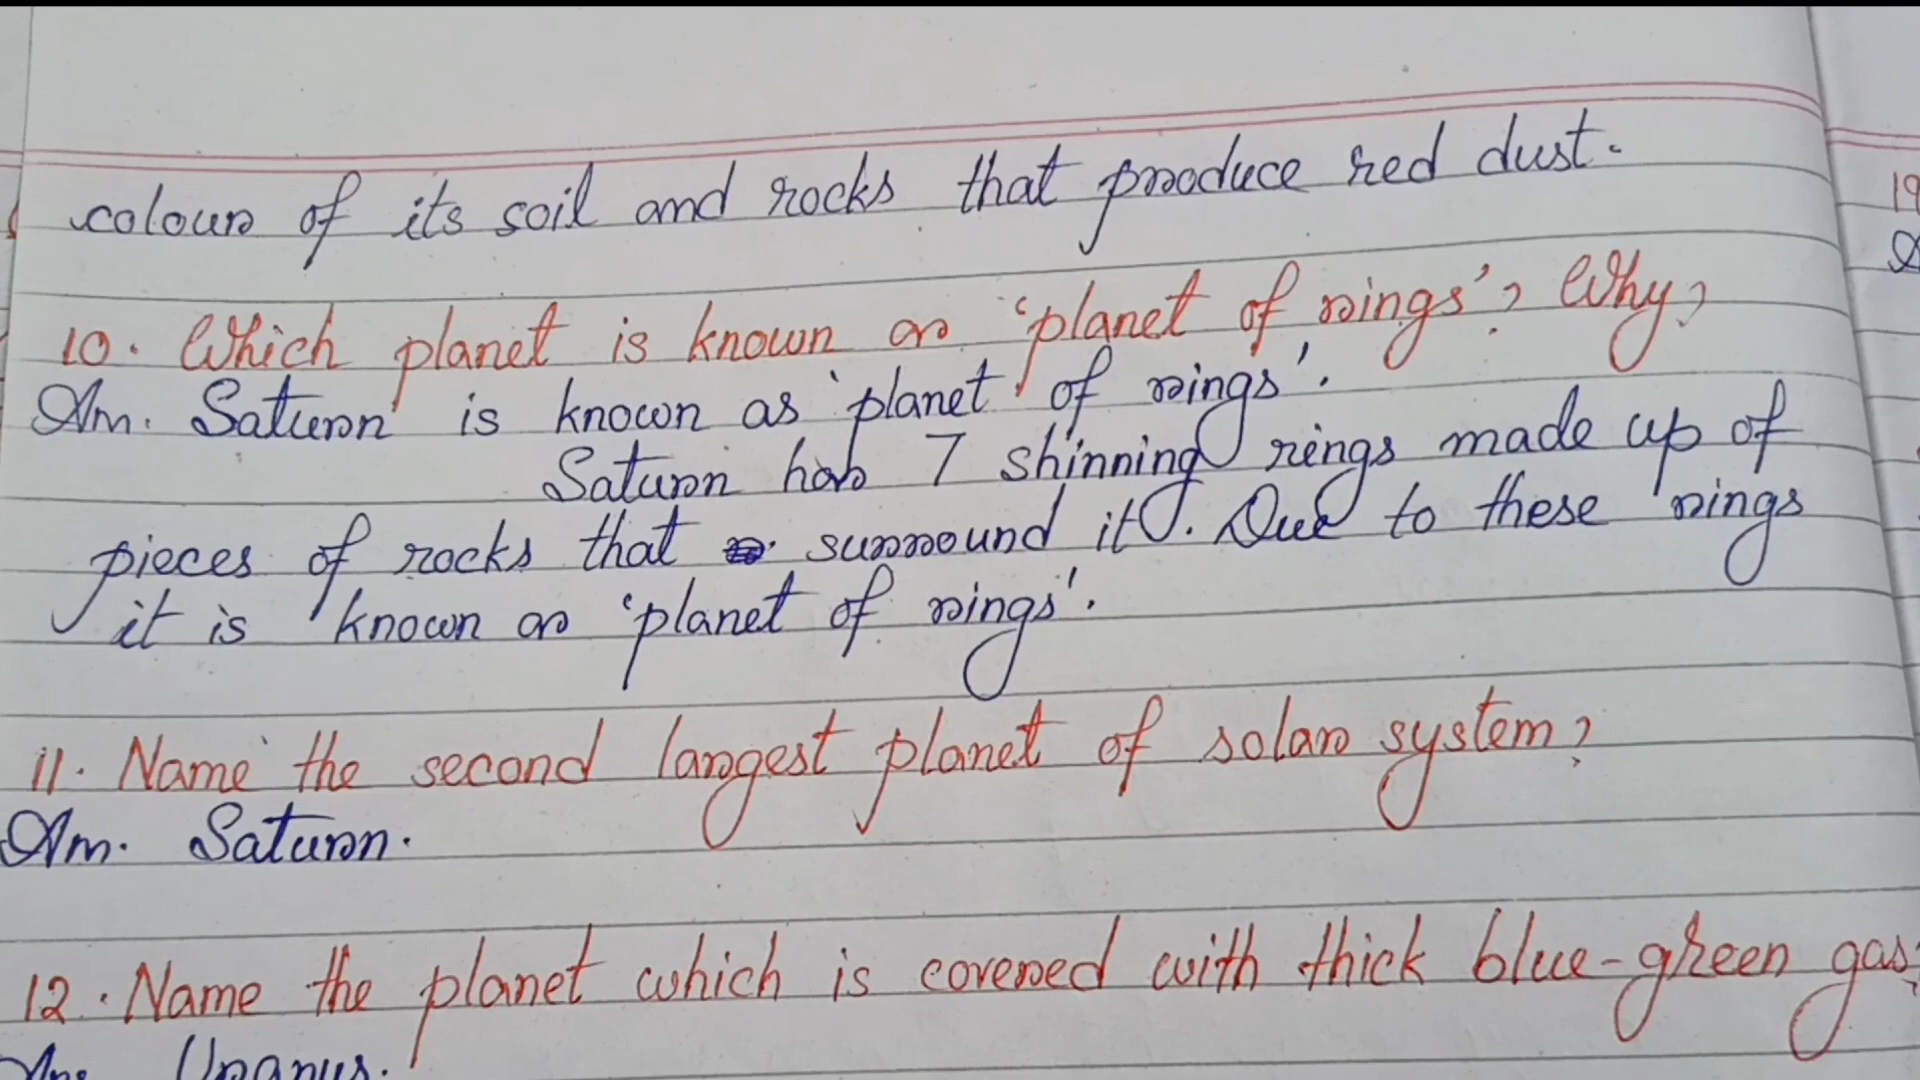 colour of its soil and rocks that produce red dust.
10. Which planet is known as 'planet of rings'? Why?
Ans. Saturn is known as 'planet of rings'.
Saturn has 7 shinning rings made up of
pieces of rocks that surround it. Due to these rings
it is known as 'planet of rings'.
11. Name the second largest planet of solar system?
Ans. Saturn.
12. Name the planet which is covered with thick blue-green gas?
Ans Uranus.
19